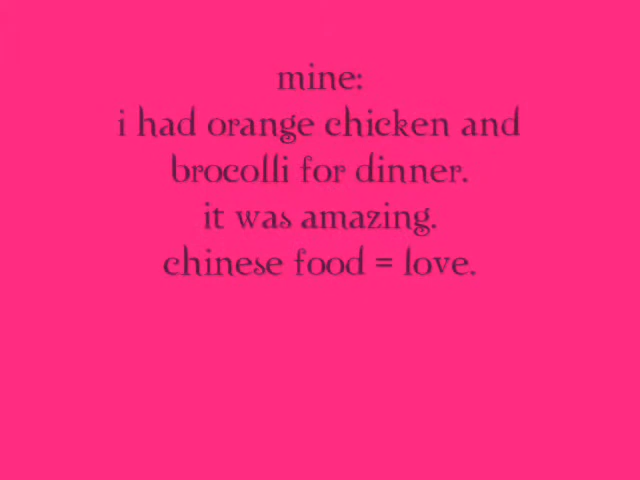 mine:
i had orange chicken and
brocolli for dinner.
it was amazing.
chinese food = love.